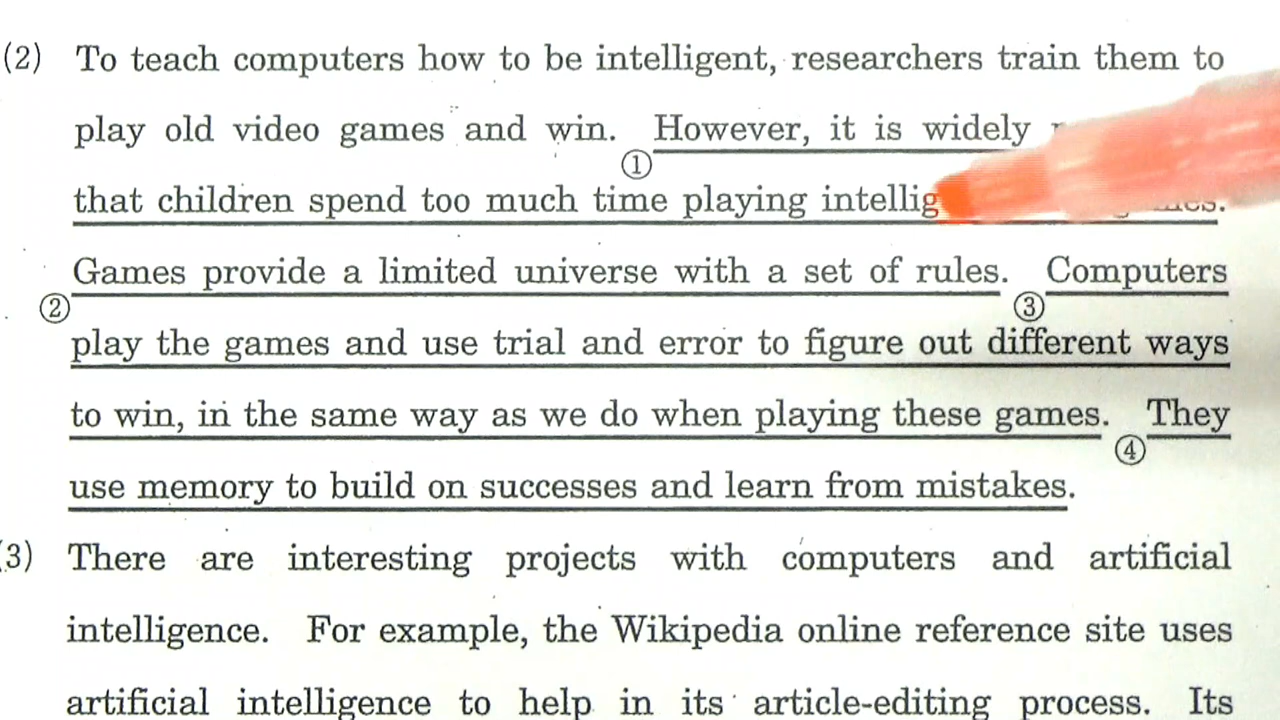 (2) To teach computers how to be intelligent, researchers train them to
play old video games and win. However, it is widely
①
that children spend too much time playing
Games provide a limited universe with a set of rules. Computers
② ③
play the games and use trial and error to figure out different ways
to win, in the same way as we do when playing these games. They
④
use memory to build on successes and learn from mistakes.
(3) There are interesting projects with computers and artificial
intelligence. For example, the Wikipedia online reference site uses
artificial intelligence to help in its article-editing process. Its